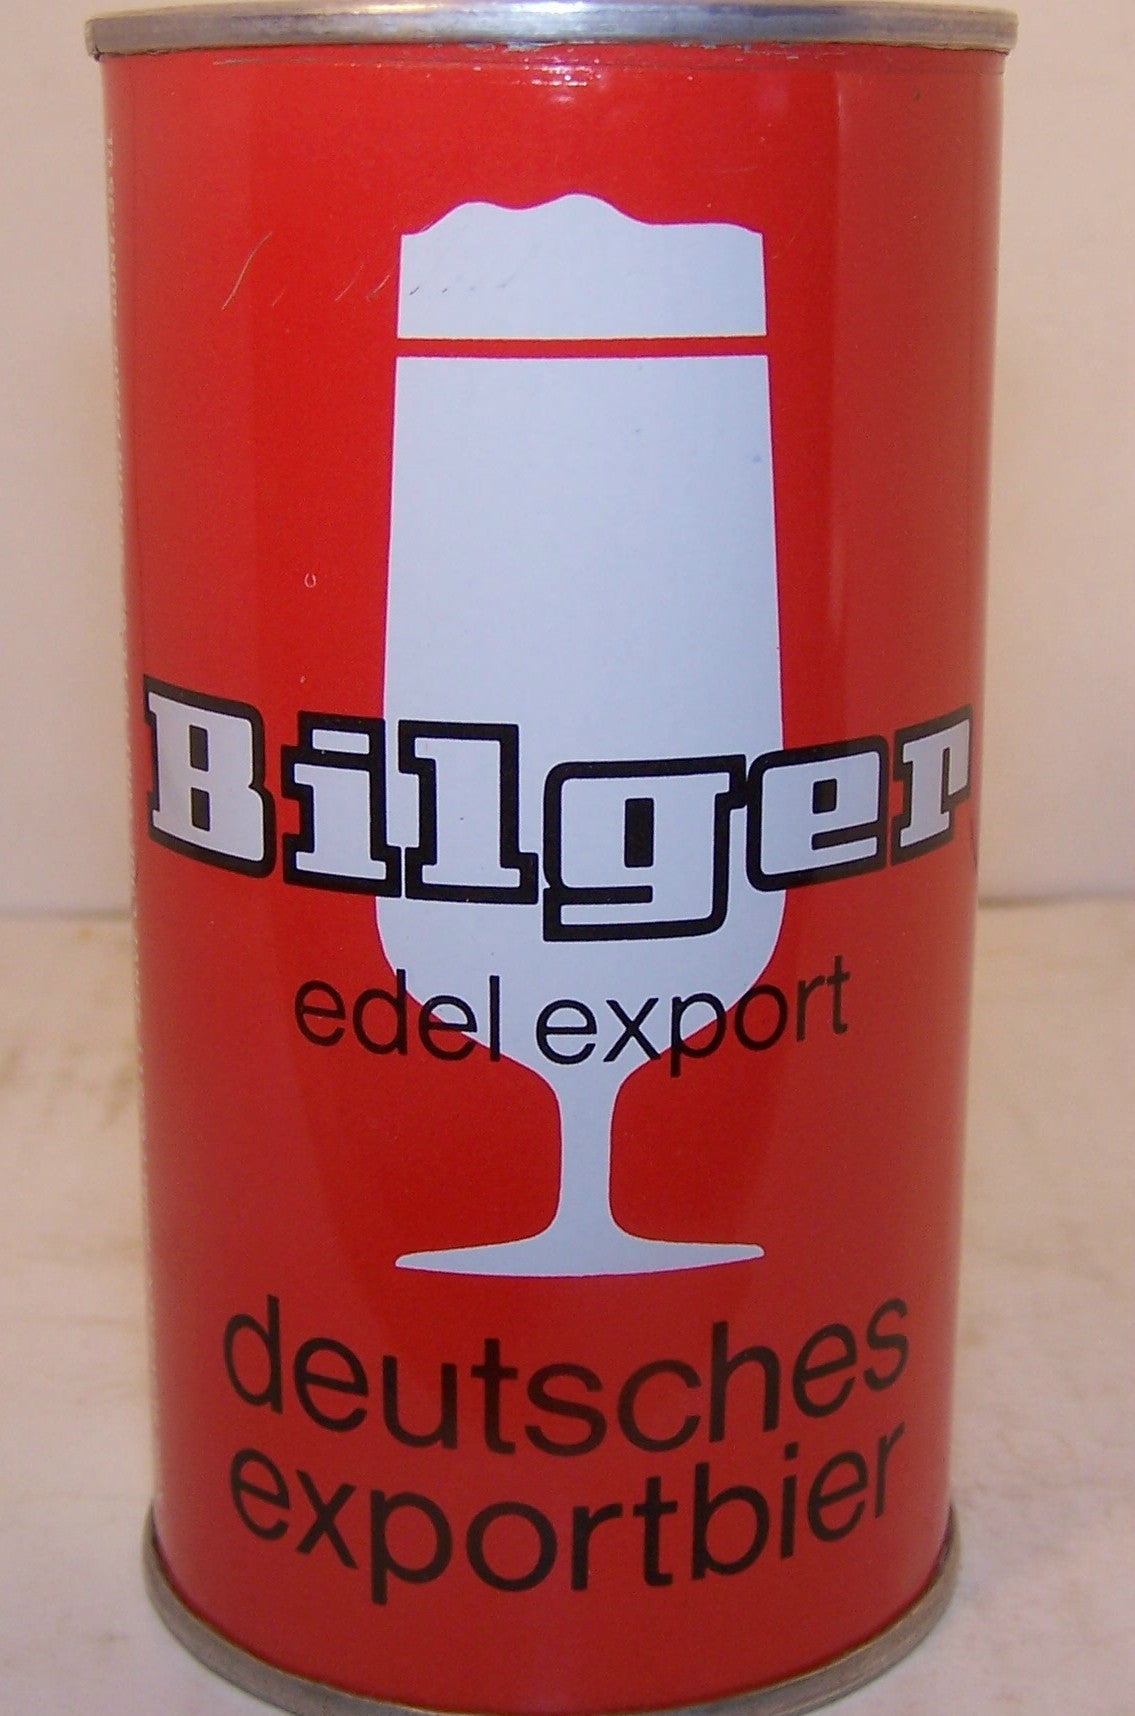 Bilger
edel export
deutsches
exportbier